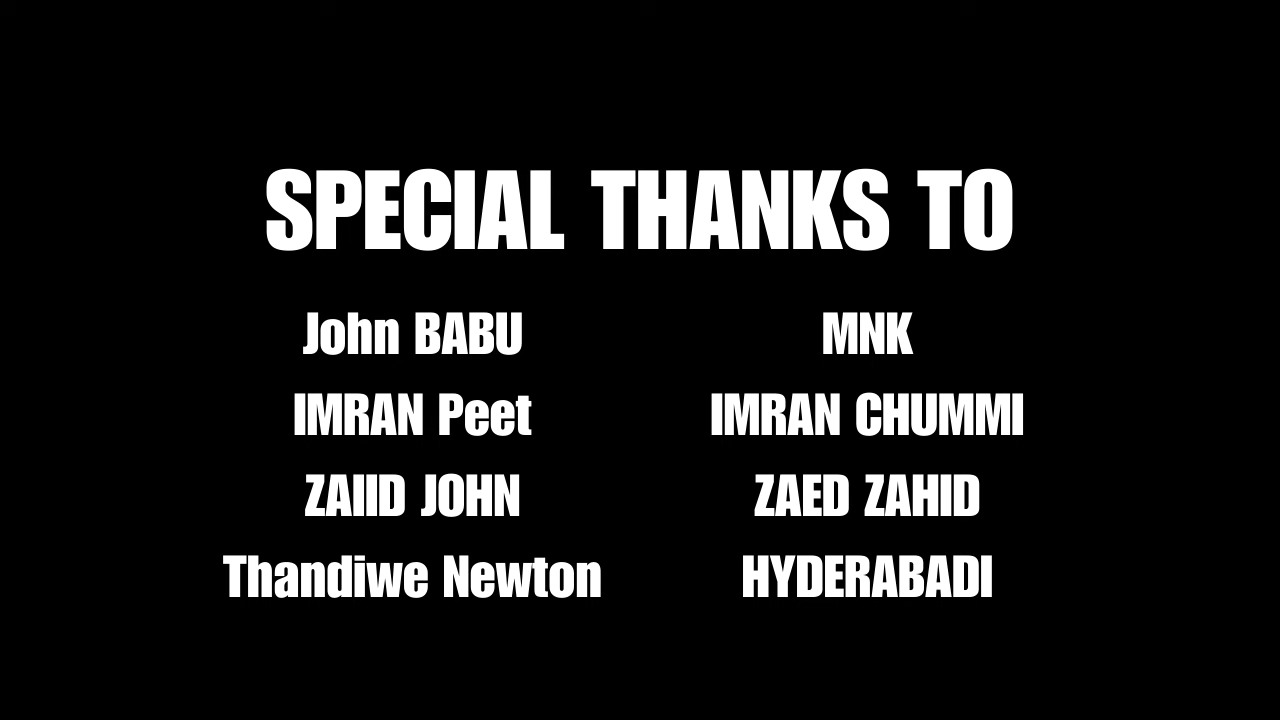 SPECIAL THANKS TO
John BABU
MNK
IMRAN Peet
IMRAN CHUMMI
ZAIID JOHN
ZAED ZAHID
Thandiwe Newton
HYDERABADI